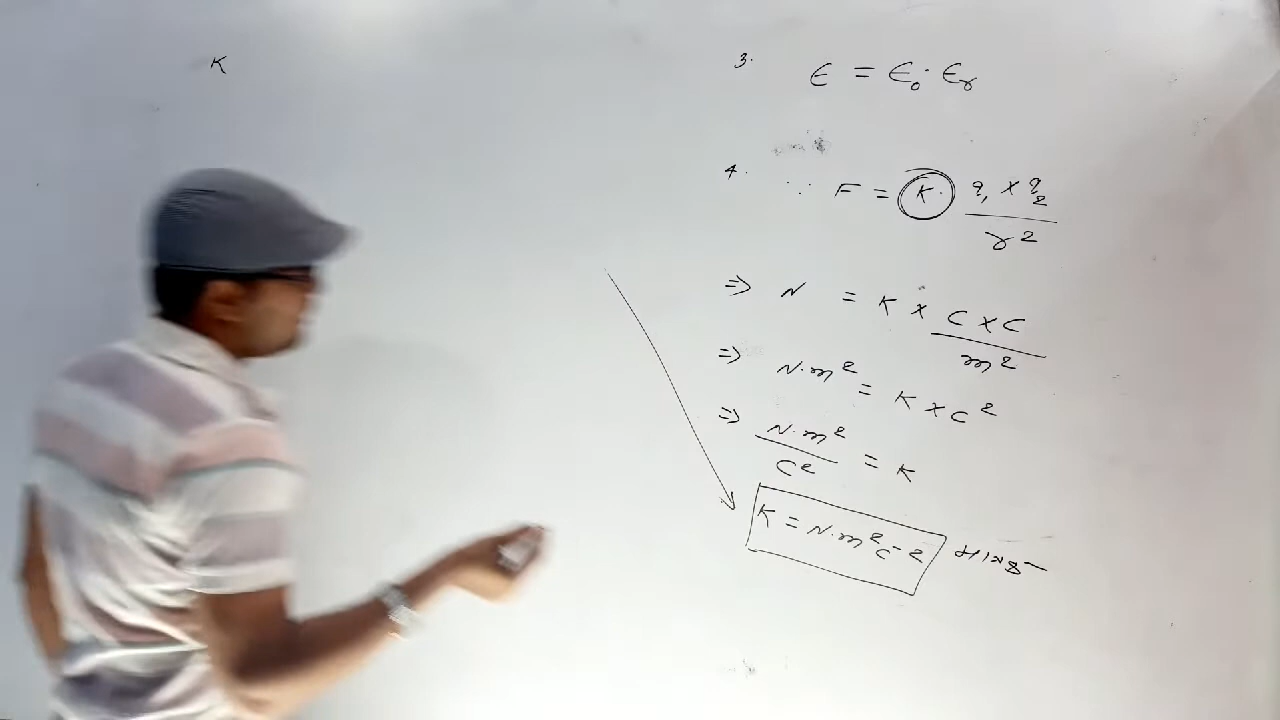 K
3. ϵ = ϵ₀ · ϵᵣ
4. ∵ F = K · q₁ × q₂ / r²
⇒ N = K × C × C / m²
⇒ N·m² = K × C²
⇒ N·m² / C² = K
K = N·m² C⁻²